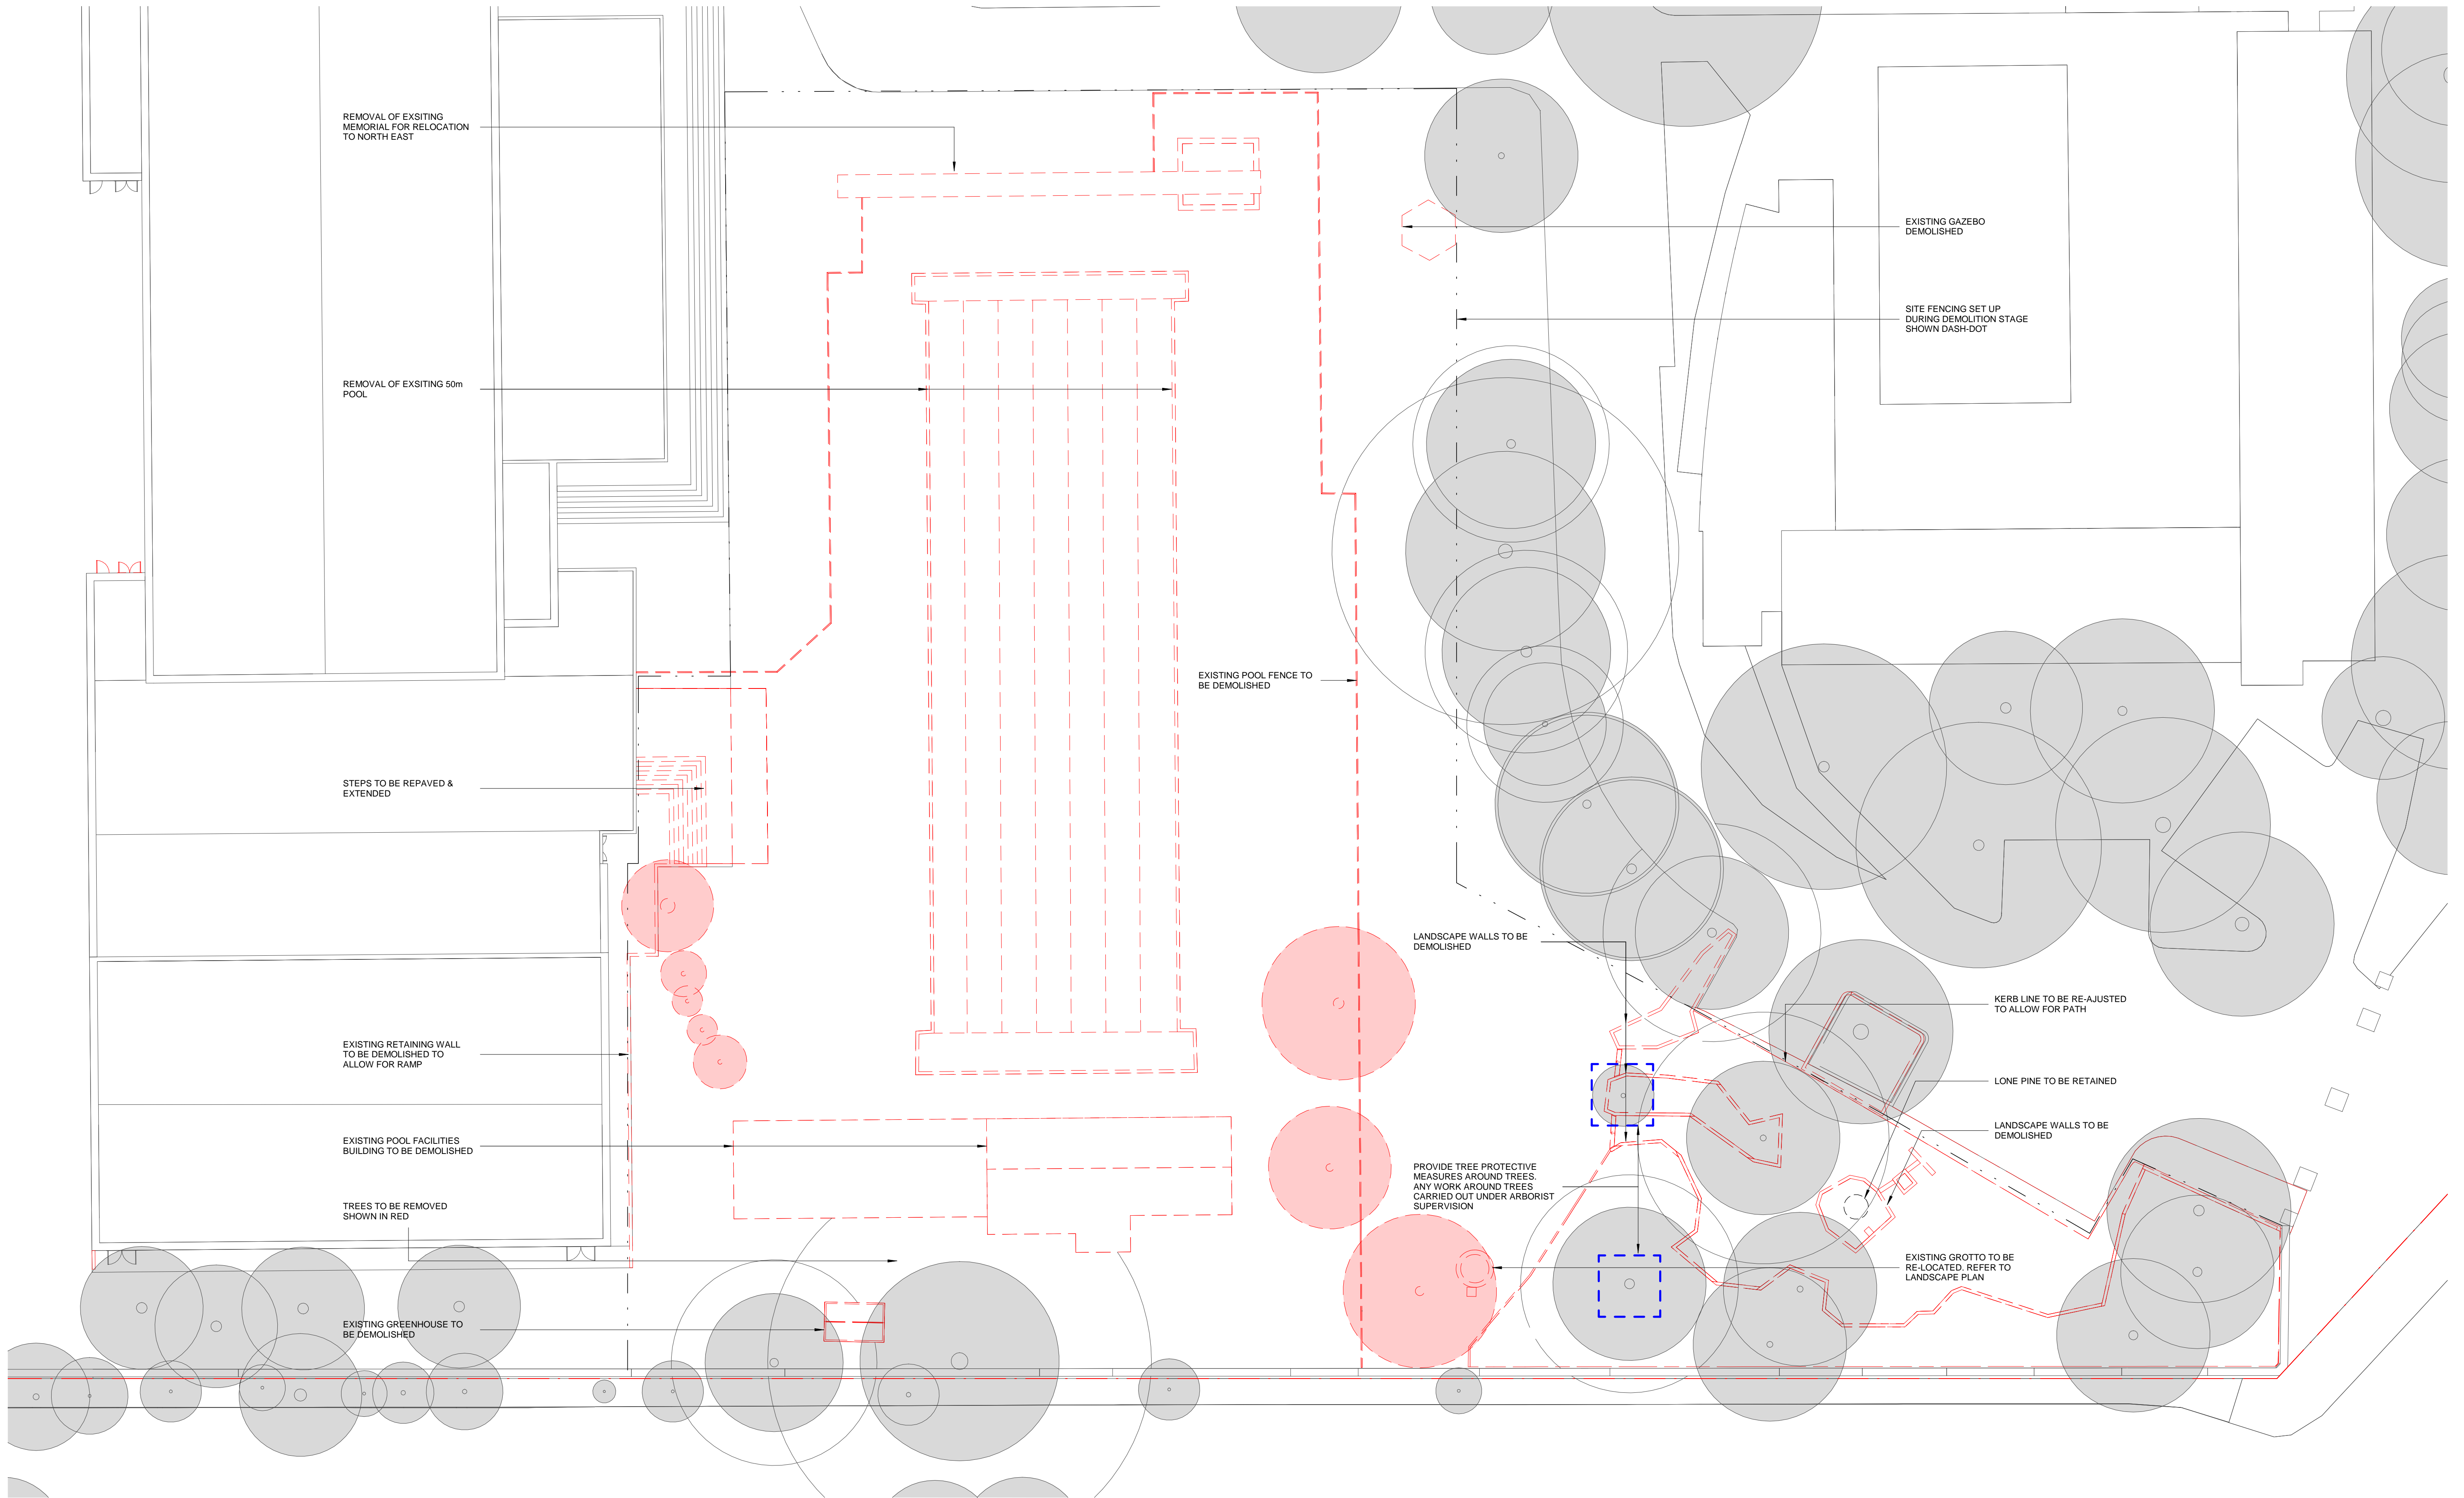 REMOVAL OF EXSITING
MEMORIAL FOR RELOCATION
TO NORTH EAST
EXISTING GAZEBO
DEMOLISHED
SITE FENCING SET UP
DURING DEMOLITION STAGE
SHOWN DASH-DOT
REMOVAL OF EXSITING 50m
POOL
EXISTING POOL FENCE TO
BE DEMOLISHED
STEPS TO BE REPAVED &
EXTENDED
LANDSCAPE WALLS TO BE
DEMOLISHED
KERB LINE TO BE RE-AJUSTED
TO ALLOW FOR PATH
EXISTING RETAINING WALL
TO BE DEMOLISHED TO
ALLOW FOR RAMP
LONE PINE TO BE RETAINED
LANDSCAPE WALLS TO BE
DEMOLISHED
EXISTING POOL FACILITIES
BUILDING TO BE DEMOLISHED
PROVIDE TREE PROTECTIVE
MEASURES AROUND TREES.
ANY WORK AROUND TREES
CARRIED OUT UNDER ARBORIST
SUPERVISION
TREES TO BE REMOVED
SHOWN IN RED
EXISTING GROTTO TO BE
RE-LOCATED. REFER TO
LANDSCAPE PLAN
EXISTING GREENHOUSE TO
BE DEMOLISHED